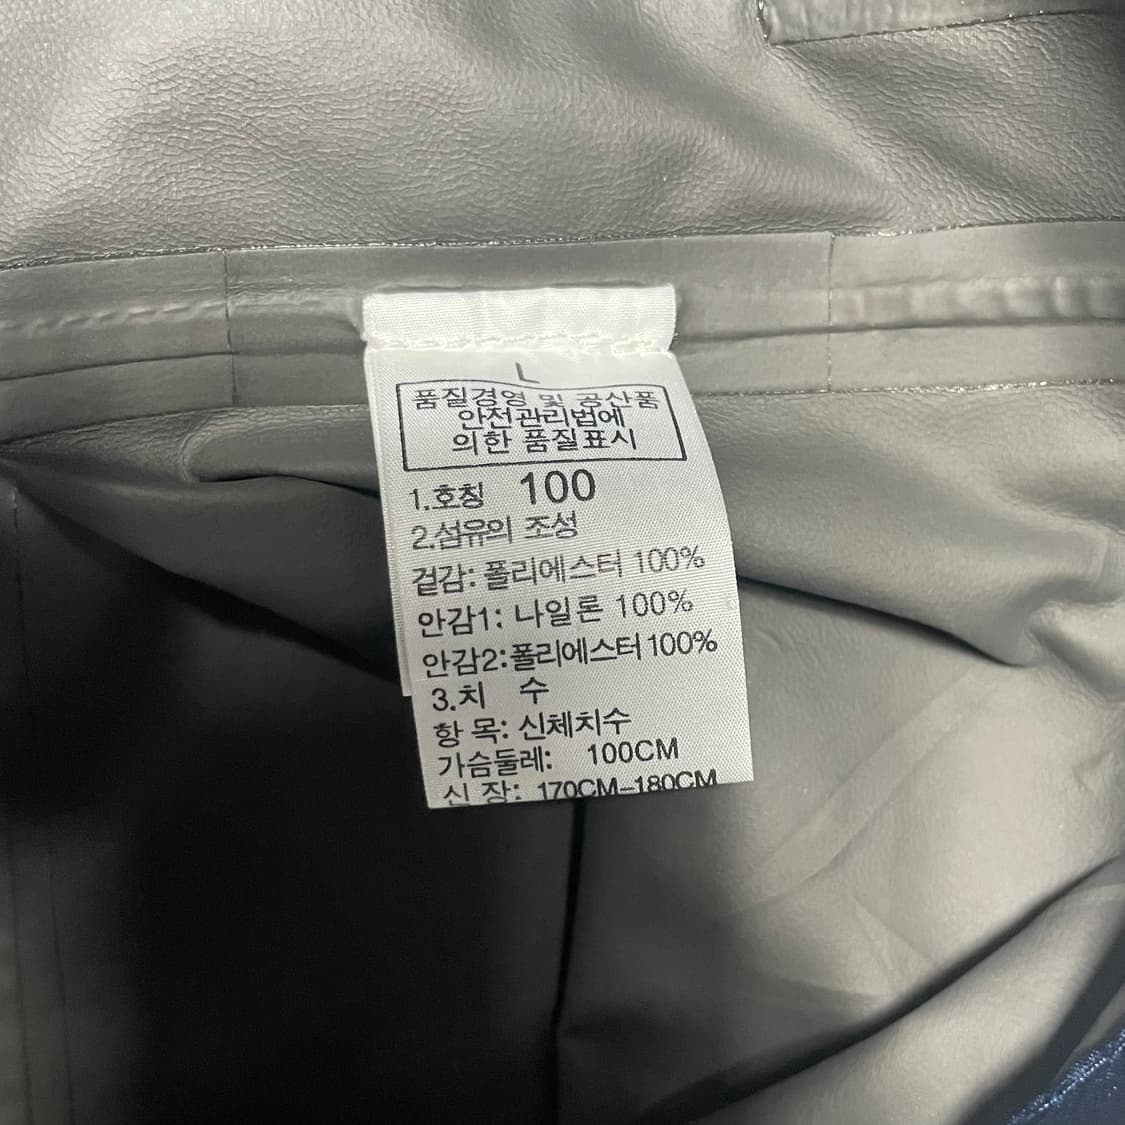 L
품질경영 및 공산품
안전관리법에
의한 품질표시
1.호칭 100
2.섬유의 조성
겉감: 폴리에스터 100%
안감1: 나일론 100%
안감2:폴리에스터 100%
3.치 수
항 목: 신체치수
가슴둘레: 100CM
신 장: 170CM-180CM